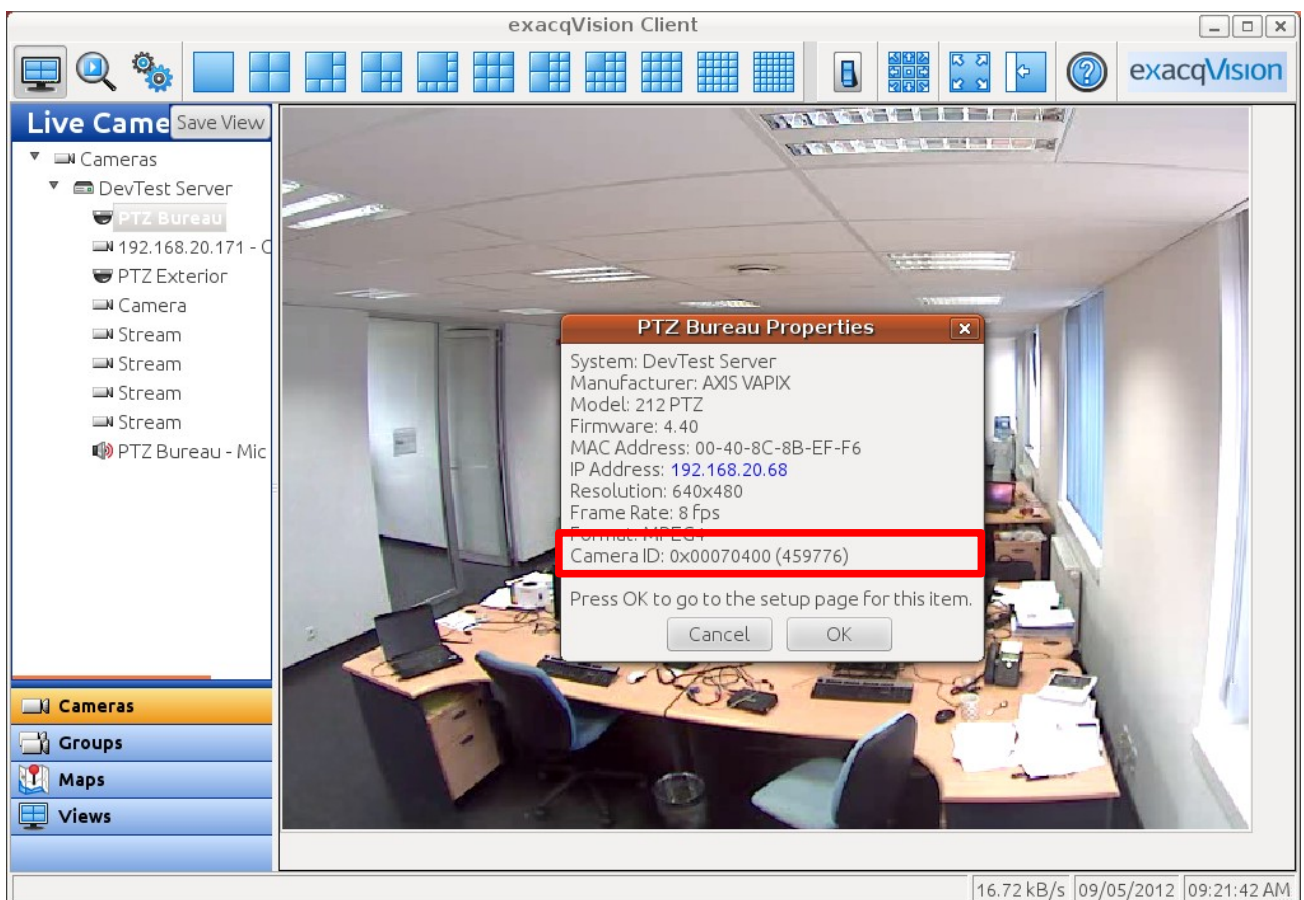 exacqVision Client
exacqVision
Live Came Save View
Cameras
DevTest Server
PTZ Bureau
192.168.20.171 - C
PTZ Exterior
Camera
Stream
Stream
Stream
Stream
PTZ Bureau - Mic
PTZ Bureau Properties
System: DevTest Server
Manufacturer: AXIS VAPIX
Model: 212 PTZ
Firmware: 4.40
MAC Address: 00-40-8C-8B-EF-F6
IP Address: 192.168.20.68
Resolution: 640x480
Frame Rate: 8 fps
Format: MPEG4
Camera ID: 0x00070400 (459776)
Press OK to go to the setup page for this item.
Cancel OK
Cameras
Groups
Maps
Views
16.72 kB/s 09/05/2012 09:21:42 AM